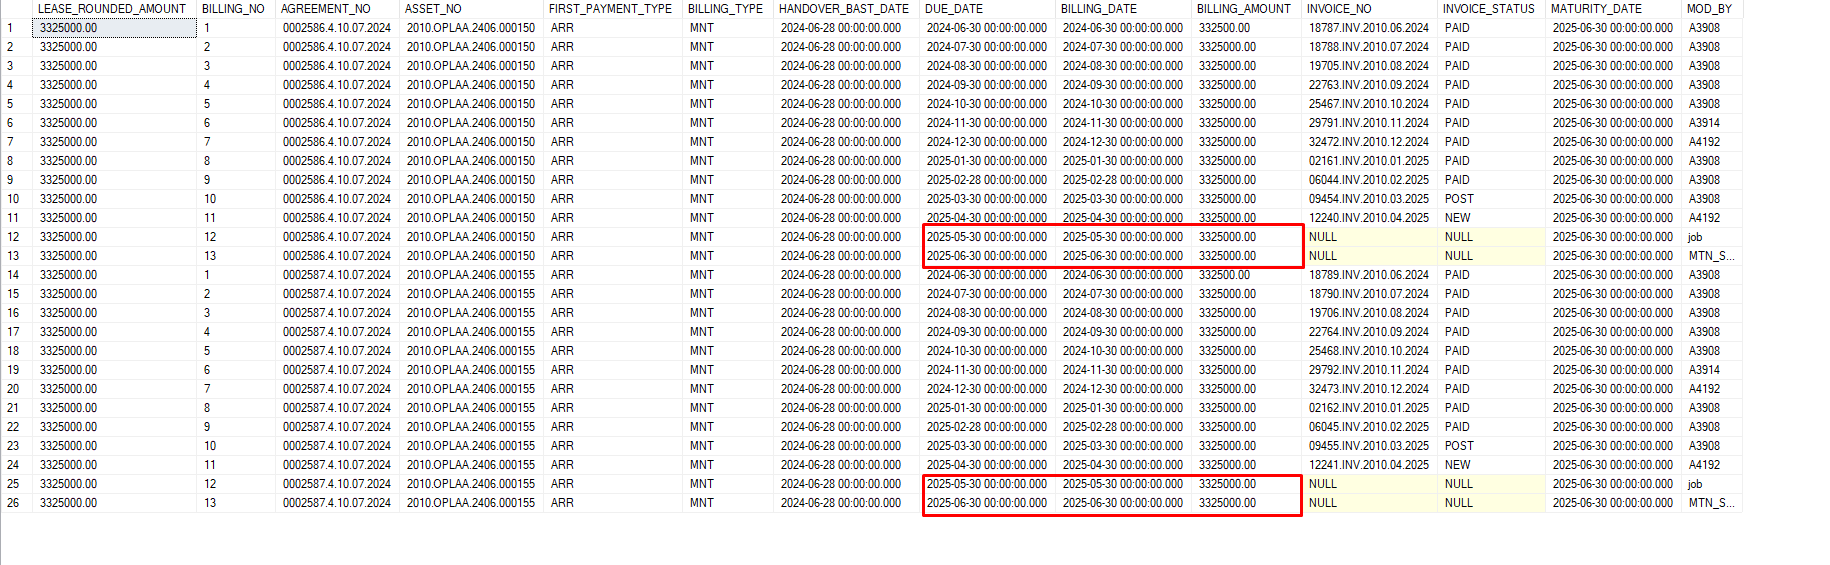 LEASE_ROUNDED_AMOUNT BILLING_NO AGREEMENT_NO ASSET_NO FIRST_PAYMENT_TYPE BILLING_TYPE HANDOVER_BAST_DATE DUE_DATE BILLING_DATE BILLING_AMOUNT INVOICE_NO INVOICE_STATUS MATURITY_DATE MOD_BY
1 3325000.00 1 0002586.4.10.07.2024 2010.OPLAA.2406.000150 ARR MNT 2024-06-28 00:00:00.000 2024-06-30 00:00:00.000 2024-06-30 00:00:00.000 332500.00 18787.INV.2010.06.2024 PAID 2025-06-30 00:00:00.000 A3908
2 3325000.00 2 0002586.4.10.07.2024 2010.OPLAA.2406.000150 ARR MNT 2024-06-28 00:00:00.000 2024-07-30 00:00:00.000 2024-07-30 00:00:00.000 3325000.00 18788.INV.2010.07.2024 PAID 2025-06-30 00:00:00.000 A3908
3 3325000.00 3 0002586.4.10.07.2024 2010.OPLAA.2406.000150 ARR MNT 2024-06-28 00:00:00.000 2024-08-30 00:00:00.000 2024-08-30 00:00:00.000 3325000.00 19705.INV.2010.08.2024 PAID 2025-06-30 00:00:00.000 A3908
4 3325000.00 4 0002586.4.10.07.2024 2010.OPLAA.2406.000150 ARR MNT 2024-06-28 00:00:00.000 2024-09-30 00:00:00.000 2024-09-30 00:00:00.000 3325000.00 22763.INV.2010.09.2024 PAID 2025-06-30 00:00:00.000 A3908
5 3325000.00 5 0002586.4.10.07.2024 2010.OPLAA.2406.000150 ARR MNT 2024-06-28 00:00:00.000 2024-10-30 00:00:00.000 2024-10-30 00:00:00.000 3325000.00 25467.INV.2010.10.2024 PAID 2025-06-30 00:00:00.000 A3908
6 3325000.00 6 0002586.4.10.07.2024 2010.OPLAA.2406.000150 ARR MNT 2024-06-28 00:00:00.000 2024-11-30 00:00:00.000 2024-11-30 00:00:00.000 3325000.00 29791.INV.2010.11.2024 PAID 2025-06-30 00:00:00.000 A3914
7 3325000.00 7 0002586.4.10.07.2024 2010.OPLAA.2406.000150 ARR MNT 2024-06-28 00:00:00.000 2024-12-30 00:00:00.000 2024-12-30 00:00:00.000 3325000.00 32472.INV.2010.12.2024 PAID 2025-06-30 00:00:00.000 A4192
8 3325000.00 8 0002586.4.10.07.2024 2010.OPLAA.2406.000150 ARR MNT 2024-06-28 00:00:00.000 2025-01-30 00:00:00.000 2025-01-30 00:00:00.000 3325000.00 02161.INV.2010.01.2025 PAID 2025-06-30 00:00:00.000 A3908
9 3325000.00 9 0002586.4.10.07.2024 2010.OPLAA.2406.000150 ARR MNT 2024-06-28 00:00:00.000 2025-02-28 00:00:00.000 2025-02-28 00:00:00.000 3325000.00 06044.INV.2010.02.2025 PAID 2025-06-30 00:00:00.000 A3908
10 3325000.00 10 0002586.4.10.07.2024 2010.OPLAA.2406.000150 ARR MNT 2024-06-28 00:00:00.000 2025-03-30 00:00:00.000 2025-03-30 00:00:00.000 3325000.00 09454.INV.2010.03.2025 POST 2025-06-30 00:00:00.000 A3908
11 3325000.00 11 0002586.4.10.07.2024 2010.OPLAA.2406.000150 ARR MNT 2024-06-28 00:00:00.000 2025-04-30 00:00:00.000 2025-04-30 00:00:00.000 3325000.00 12240.INV.2010.04.2025 NEW 2025-06-30 00:00:00.000 A4192
12 3325000.00 12 0002586.4.10.07.2024 2010.OPLAA.2406.000150 ARR MNT 2024-06-28 00:00:00.000 2025-05-30 00:00:00.000 2025-05-30 00:00:00.000 3325000.00 NULL NULL 2025-06-30 00:00:00.000 job
13 3325000.00 13 0002586.4.10.07.2024 2010.OPLAA.2406.000150 ARR MNT 2024-06-28 00:00:00.000 2025-06-30 00:00:00.000 2025-06-30 00:00:00.000 3325000.00 NULL NULL 2025-06-30 00:00:00.000 MTN_S...
14 3325000.00 1 0002587.4.10.07.2024 2010.OPLAA.2406.000155 ARR MNT 2024-06-28 00:00:00.000 2024-06-30 00:00:00.000 2024-06-30 00:00:00.000 332500.00 18789.INV.2010.06.2024 PAID 2025-06-30 00:00:00.000 A3908
15 3325000.00 2 0002587.4.10.07.2024 2010.OPLAA.2406.000155 ARR MNT 2024-06-28 00:00:00.000 2024-07-30 00:00:00.000 2024-07-30 00:00:00.000 3325000.00 18790.INV.2010.07.2024 PAID 2025-06-30 00:00:00.000 A3908
16 3325000.00 3 0002587.4.10.07.2024 2010.OPLAA.2406.000155 ARR MNT 2024-06-28 00:00:00.000 2024-08-30 00:00:00.000 2024-08-30 00:00:00.000 3325000.00 19706.INV.2010.08.2024 PAID 2025-06-30 00:00:00.000 A3908
17 3325000.00 4 0002587.4.10.07.2024 2010.OPLAA.2406.000155 ARR MNT 2024-06-28 00:00:00.000 2024-09-30 00:00:00.000 2024-09-30 00:00:00.000 3325000.00 22764.INV.2010.09.2024 PAID 2025-06-30 00:00:00.000 A3908
18 3325000.00 5 0002587.4.10.07.2024 2010.OPLAA.2406.000155 ARR MNT 2024-06-28 00:00:00.000 2024-10-30 00:00:00.000 2024-10-30 00:00:00.000 3325000.00 25468.INV.2010.10.2024 PAID 2025-06-30 00:00:00.000 A3908
19 3325000.00 6 0002587.4.10.07.2024 2010.OPLAA.2406.000155 ARR MNT 2024-06-28 00:00:00.000 2024-11-30 00:00:00.000 2024-11-30 00:00:00.000 3325000.00 29792.INV.2010.11.2024 PAID 2025-06-30 00:00:00.000 A3914
20 3325000.00 7 0002587.4.10.07.2024 2010.OPLAA.2406.000155 ARR MNT 2024-06-28 00:00:00.000 2024-12-30 00:00:00.000 2024-12-30 00:00:00.000 3325000.00 32473.INV.2010.12.2024 PAID 2025-06-30 00:00:00.000 A4192
21 3325000.00 8 0002587.4.10.07.2024 2010.OPLAA.2406.000155 ARR MNT 2024-06-28 00:00:00.000 2025-01-30 00:00:00.000 2025-01-30 00:00:00.000 3325000.00 02162.INV.2010.01.2025 PAID 2025-06-30 00:00:00.000 A3908
22 3325000.00 9 0002587.4.10.07.2024 2010.OPLAA.2406.000155 ARR MNT 2024-06-28 00:00:00.000 2025-02-28 00:00:00.000 2025-02-28 00:00:00.000 3325000.00 06045.INV.2010.02.2025 PAID 2025-06-30 00:00:00.000 A3908
23 3325000.00 10 0002587.4.10.07.2024 2010.OPLAA.2406.000155 ARR MNT 2024-06-28 00:00:00.000 2025-03-30 00:00:00.000 2025-03-30 00:00:00.000 3325000.00 09455.INV.2010.03.2025 POST 2025-06-30 00:00:00.000 A3908
24 3325000.00 11 0002587.4.10.07.2024 2010.OPLAA.2406.000155 ARR MNT 2024-06-28 00:00:00.000 2025-04-30 00:00:00.000 2025-04-30 00:00:00.000 3325000.00 12241.INV.2010.04.2025 NEW 2025-06-30 00:00:00.000 A4192
25 3325000.00 12 0002587.4.10.07.2024 2010.OPLAA.2406.000155 ARR MNT 2024-06-28 00:00:00.000 2025-05-30 00:00:00.000 2025-05-30 00:00:00.000 3325000.00 NULL NULL 2025-06-30 00:00:00.000 job
26 3325000.00 13 0002587.4.10.07.2024 2010.OPLAA.2406.000155 ARR MNT 2024-06-28 00:00:00.000 2025-06-30 00:00:00.000 2025-06-30 00:00:00.000 3325000.00 NULL NULL 2025-06-30 00:00:00.000 MTN_S...